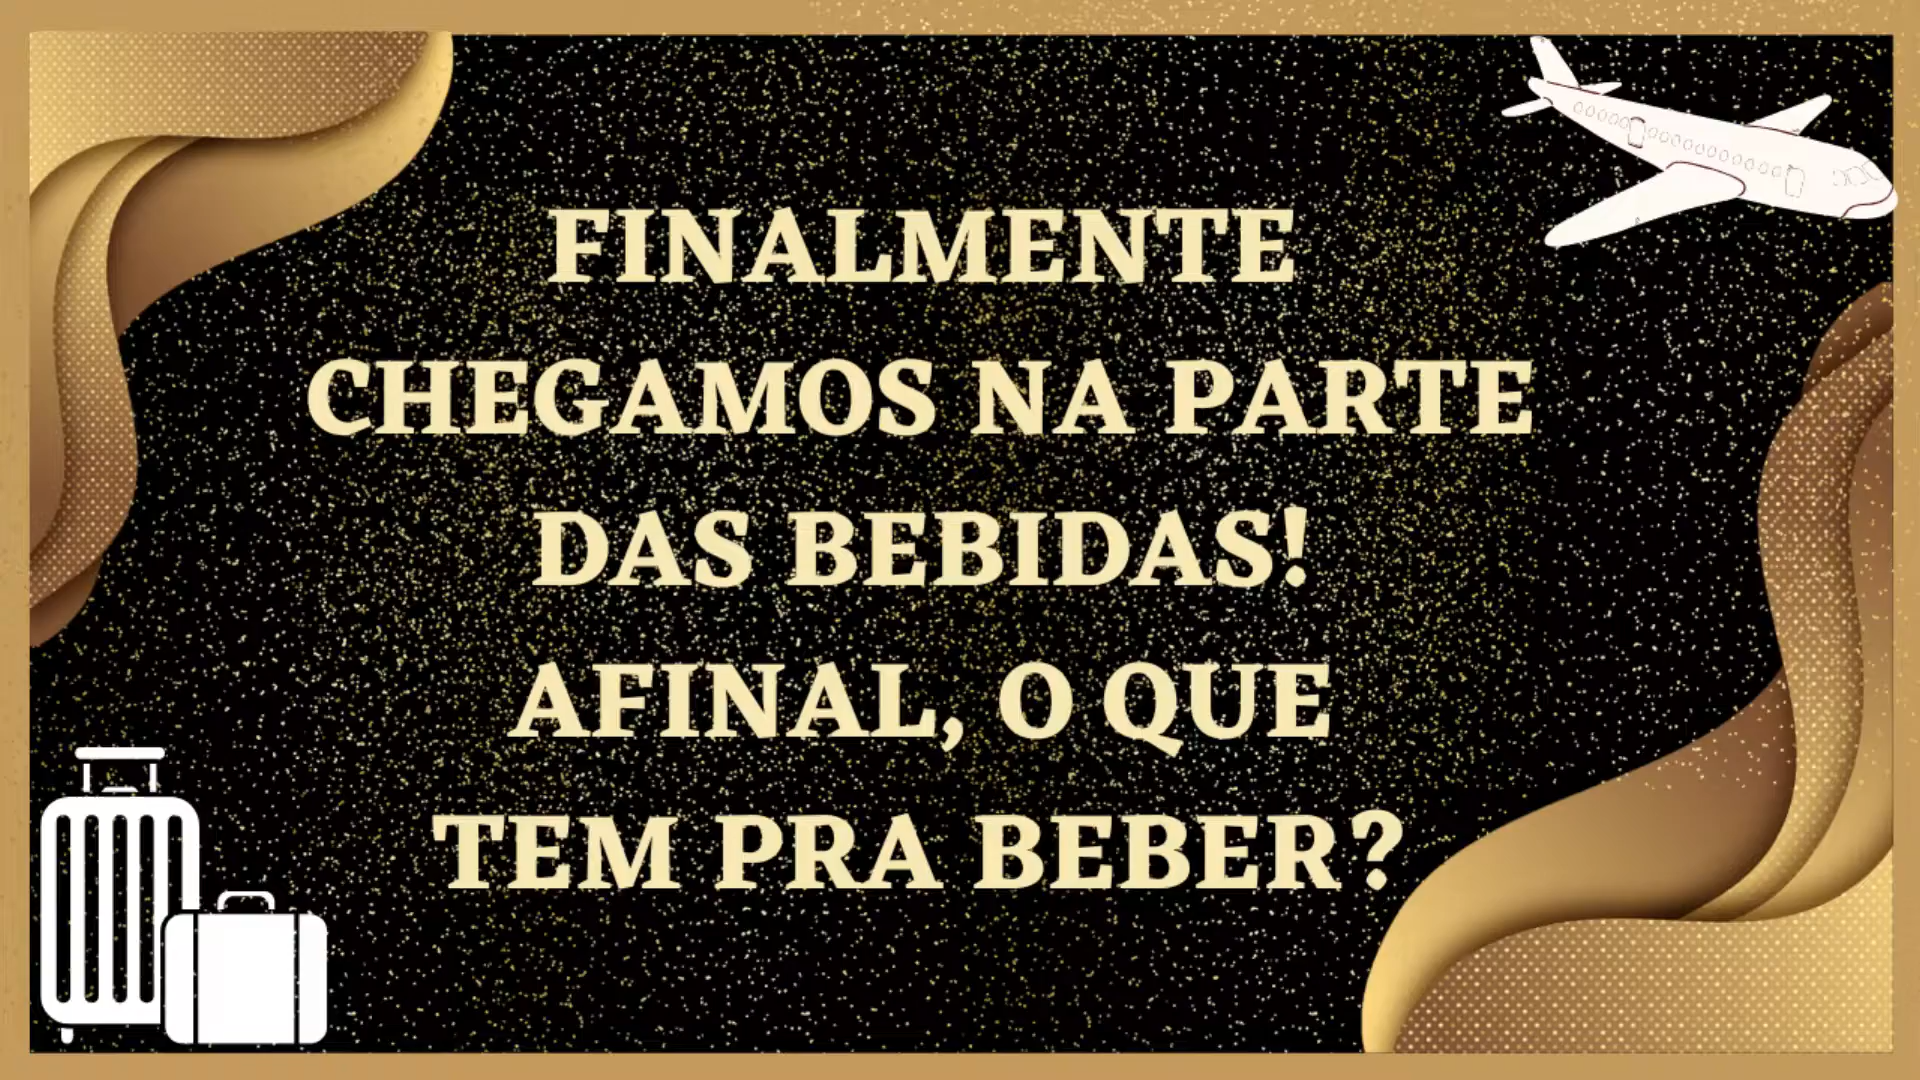 FINALMENTE
CHEGAMOS NA PARTE
DAS BEBIDAS!
AFINAL, O QUE
TEM PRA BEBER?